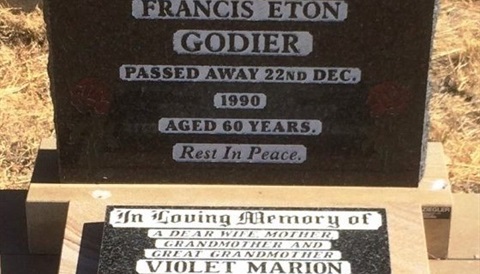 FRANCIS ETON
GODIER
PASSED AWAY 22ND DEC.
1990
AGED 60 YEARS.
Rest In Peace.
ZIEGLER
In Loving Memory of
A DEAR WIFE MOTHER,
GRANDMOTHER AND
GREAT GRANDMOTHER
VIOLET MARION